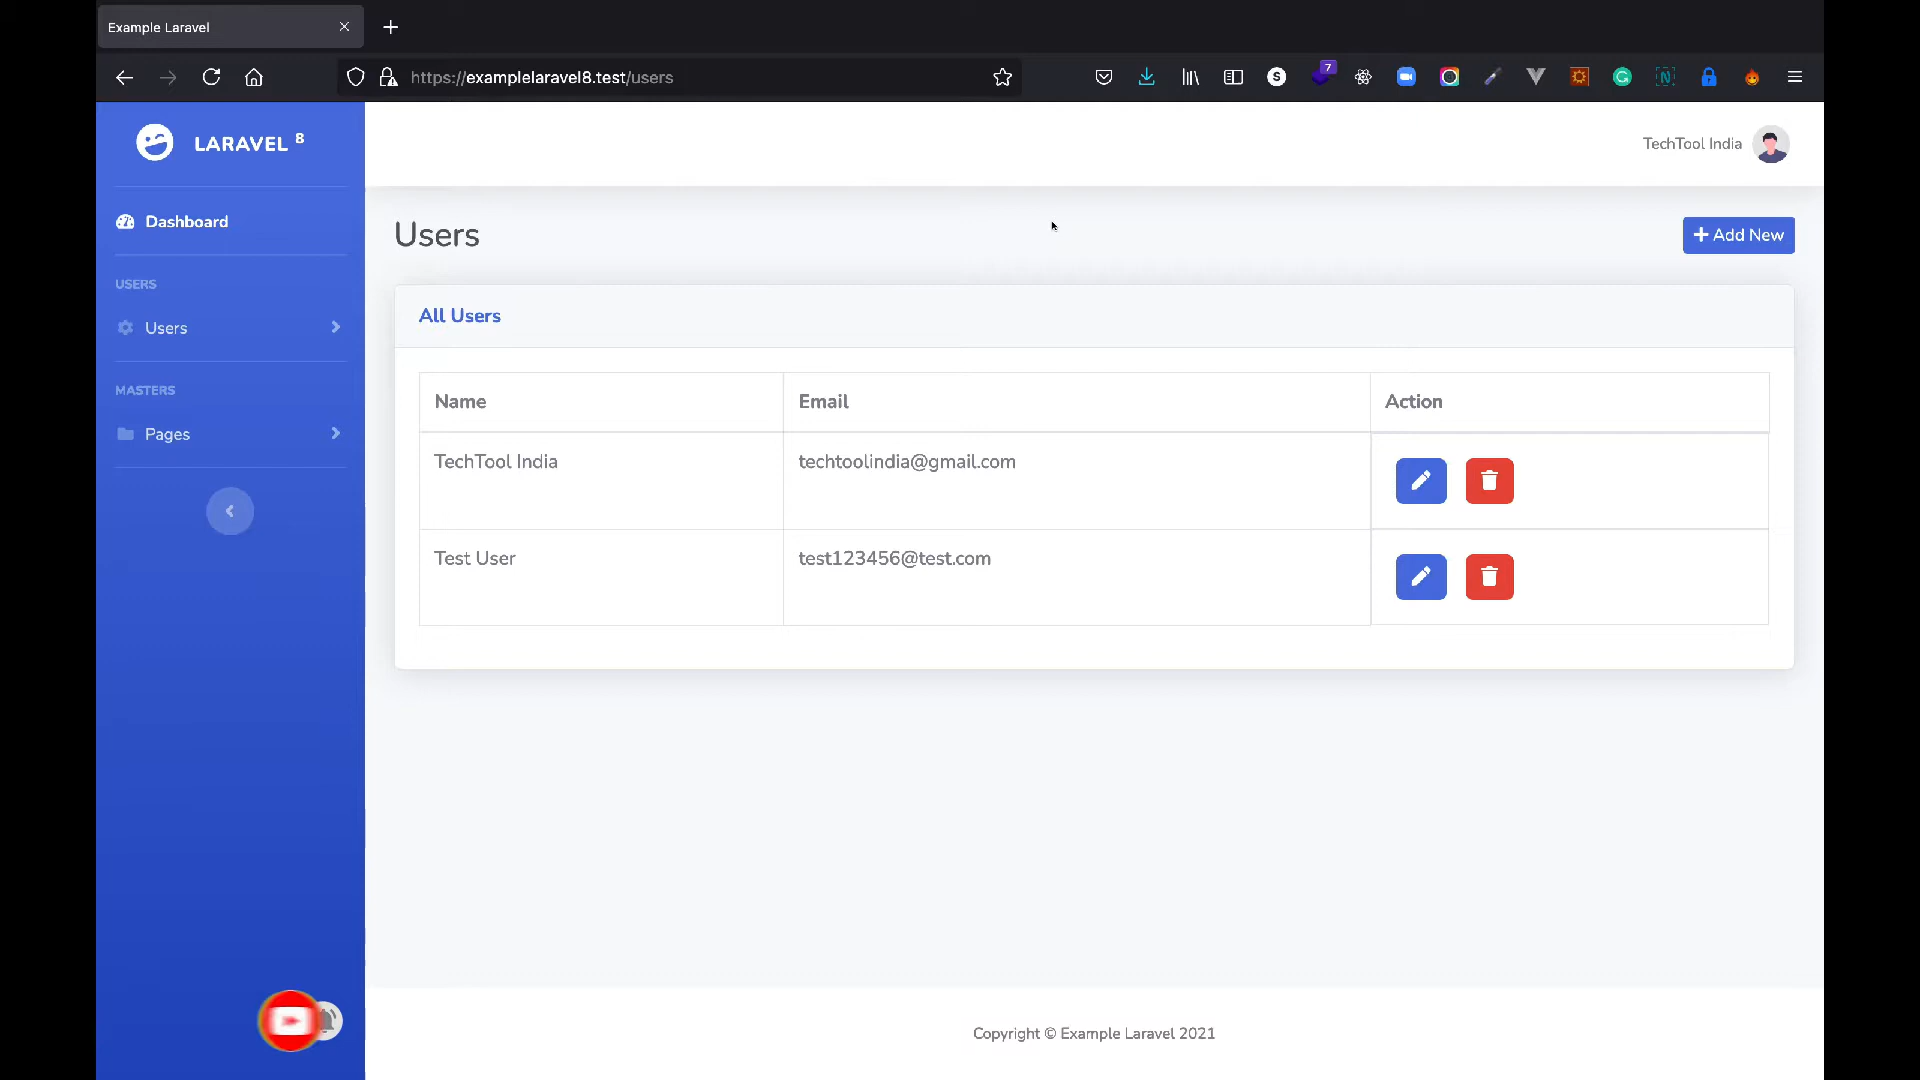 Example Laravel
https://examplelaravel8.test/users
7
S
N
LARAVEL 8
TechTool India
Dashboard
Users
Add New
USERS
Users
All Users
MASTERS
Pages
Name Email Action
TechTool India techtoolindia@gmail.com
Test User test123456@test.com
Copyright © Example Laravel 2021